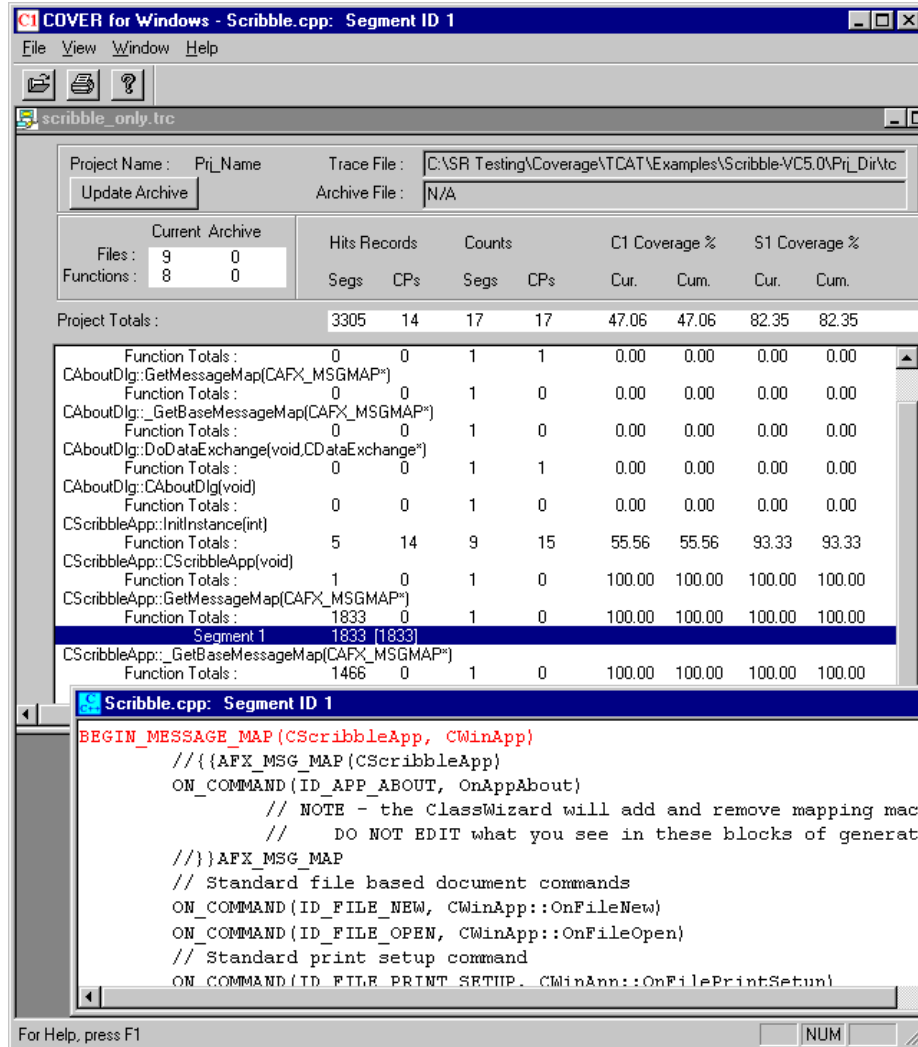 C1 COVER for Windows - Scribble.cpp: Segment ID 1
File View Window Help
scribble_only.trc
Project Name : Prj_Name Trace File : C:\SR Testing\Coverage\TCAT\Examples\Scribble-VC5.0\Prj_Dir\tc
Update Archive Archive File : N/A
Current Archive
Files : 9 0
Functions : 8 0
Hits Records Counts C1 Coverage % S1 Coverage %
Segs CPs Segs CPs Cur. Cum. Cur. Cum.
Project Totals : 3305 14 17 17 47.06 47.06 82.35 82.35
Function Totals : 0 0 1 1 0.00 0.00 0.00 0.00
CAboutDlg::GetMessageMap(CAFX_MSGMAP*)
Function Totals : 0 0 1 0 0.00 0.00 0.00 0.00
CAboutDlg::_GetBaseMessageMap(CAFX_MSGMAP*)
Function Totals : 0 0 1 0 0.00 0.00 0.00 0.00
CAboutDlg::DoDataExchange(void,CDataExchange*)
Function Totals : 0 0 1 1 0.00 0.00 0.00 0.00
CAboutDlg::CAboutDlg(void)
Function Totals : 0 0 1 0 0.00 0.00 0.00 0.00
CScribbleApp::InitInstance(int)
Function Totals : 5 14 9 15 55.56 55.56 93.33 93.33
CScribbleApp::CScribbleApp(void)
Function Totals : 1 0 1 0 100.00 100.00 100.00 100.00
CScribbleApp::GetMessageMap(CAFX_MSGMAP*)
Function Totals : 1833 0 1 0 100.00 100.00 100.00 100.00
Segment 1 1833 [1833]
CScribbleApp::_GetBaseMessageMap(CAFX_MSGMAP*)
Function Totals : 1466 0 1 0 100.00 100.00 100.00 100.00
C C++ Scribble.cpp: Segment ID 1
BEGIN_MESSAGE_MAP(CScribbleApp, CWinApp)
//{{AFX_MSG_MAP(CScribbleApp)
ON_COMMAND(ID_APP_ABOUT, OnAppAbout)
// NOTE - the ClassWizard will add and remove mapping mac
// DO NOT EDIT what you see in these blocks of generat
//}}AFX_MSG_MAP
// Standard file based document commands
ON_COMMAND(ID_FILE_NEW, CWinApp::OnFileNew)
ON_COMMAND(ID_FILE_OPEN, CWinApp::OnFileOpen)
// Standard print setup command
ON_COMMAND(ID_FILE_PRINT_SETUP, CWinApp::OnFilePrintSetup)
For Help, press F1 NUM